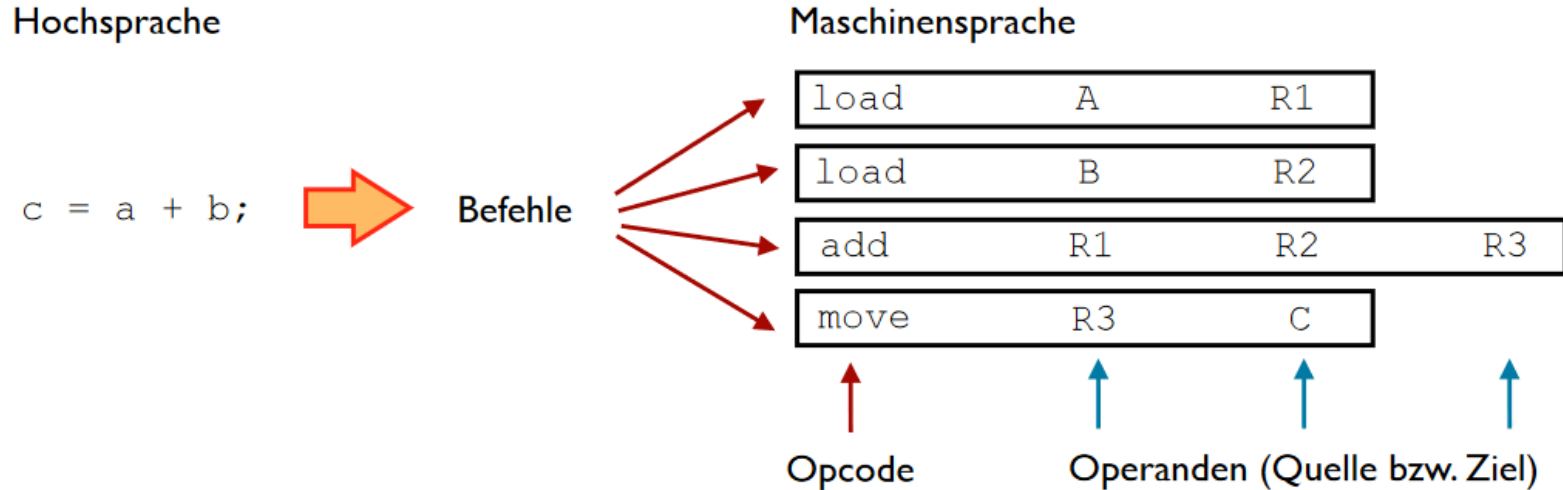 Hochsprache
Maschinensprache
c = a + b;
Befehle
load A R1
load B R2
add R1 R2 R3
move R3 C
Opcode
Operanden (Quelle bzw. Ziel)